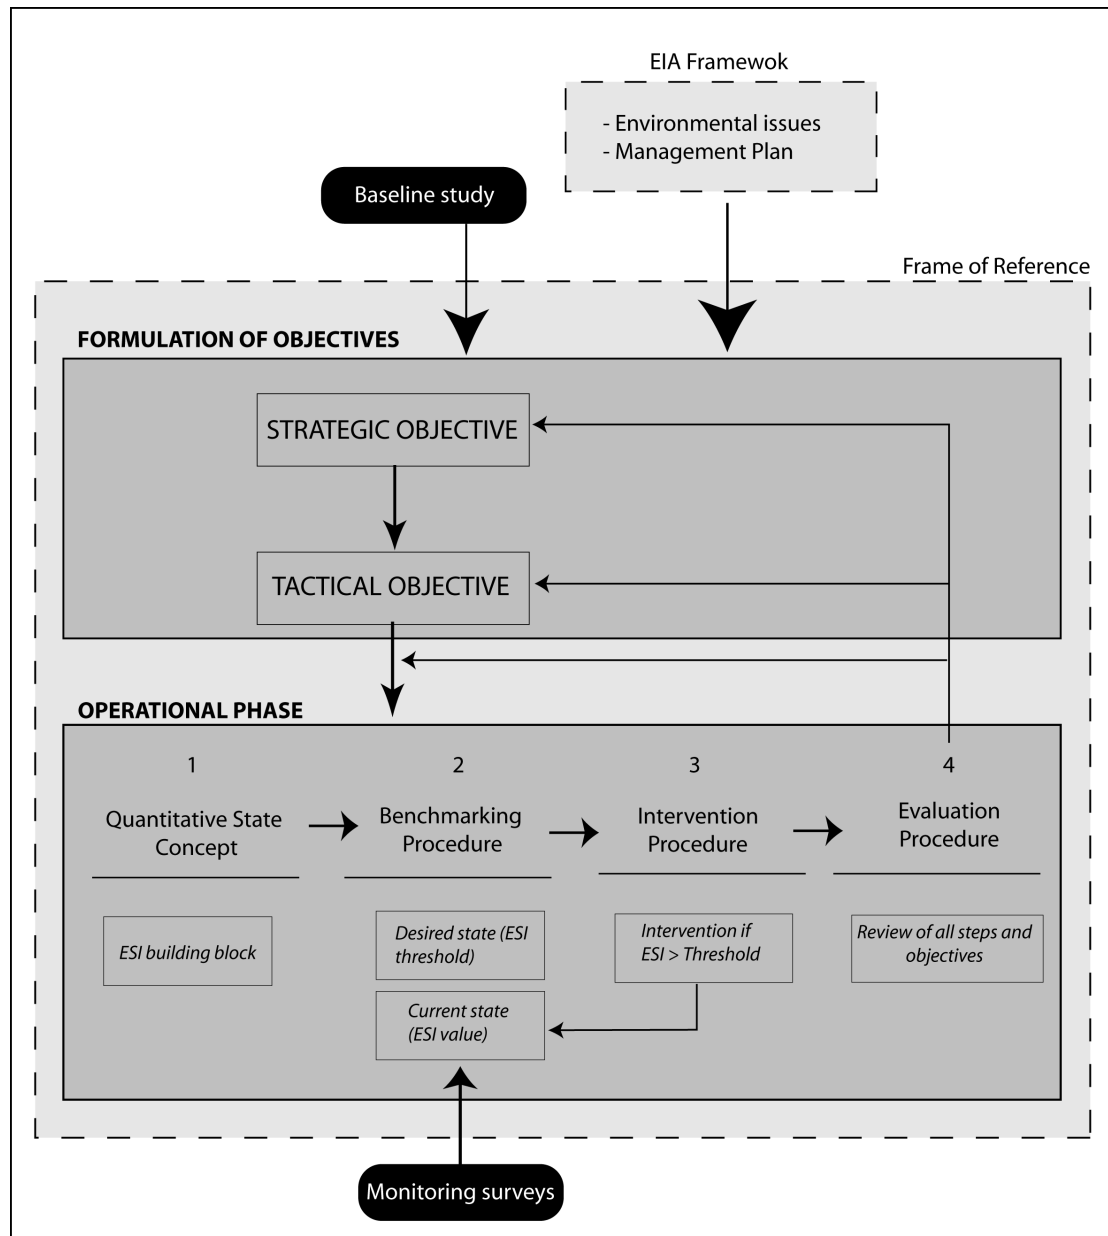 EIA Framewok
- Environmental issues
- Management Plan
Baseline study
Frame of Reference
FORMULATION OF OBJECTIVES
STRATEGIC OBJECTIVE
TACTICAL OBJECTIVE
OPERATIONAL PHASE
1
Quantitative State
Concept
ESI building block
2
Benchmarking
Procedure
Desired state (ESI
threshold)
Current state
(ESI value)
3
Intervention
Procedure
Intervention if
ESI > Threshold
4
Evaluation
Procedure
Review of all steps and
objectives
Monitoring surveys